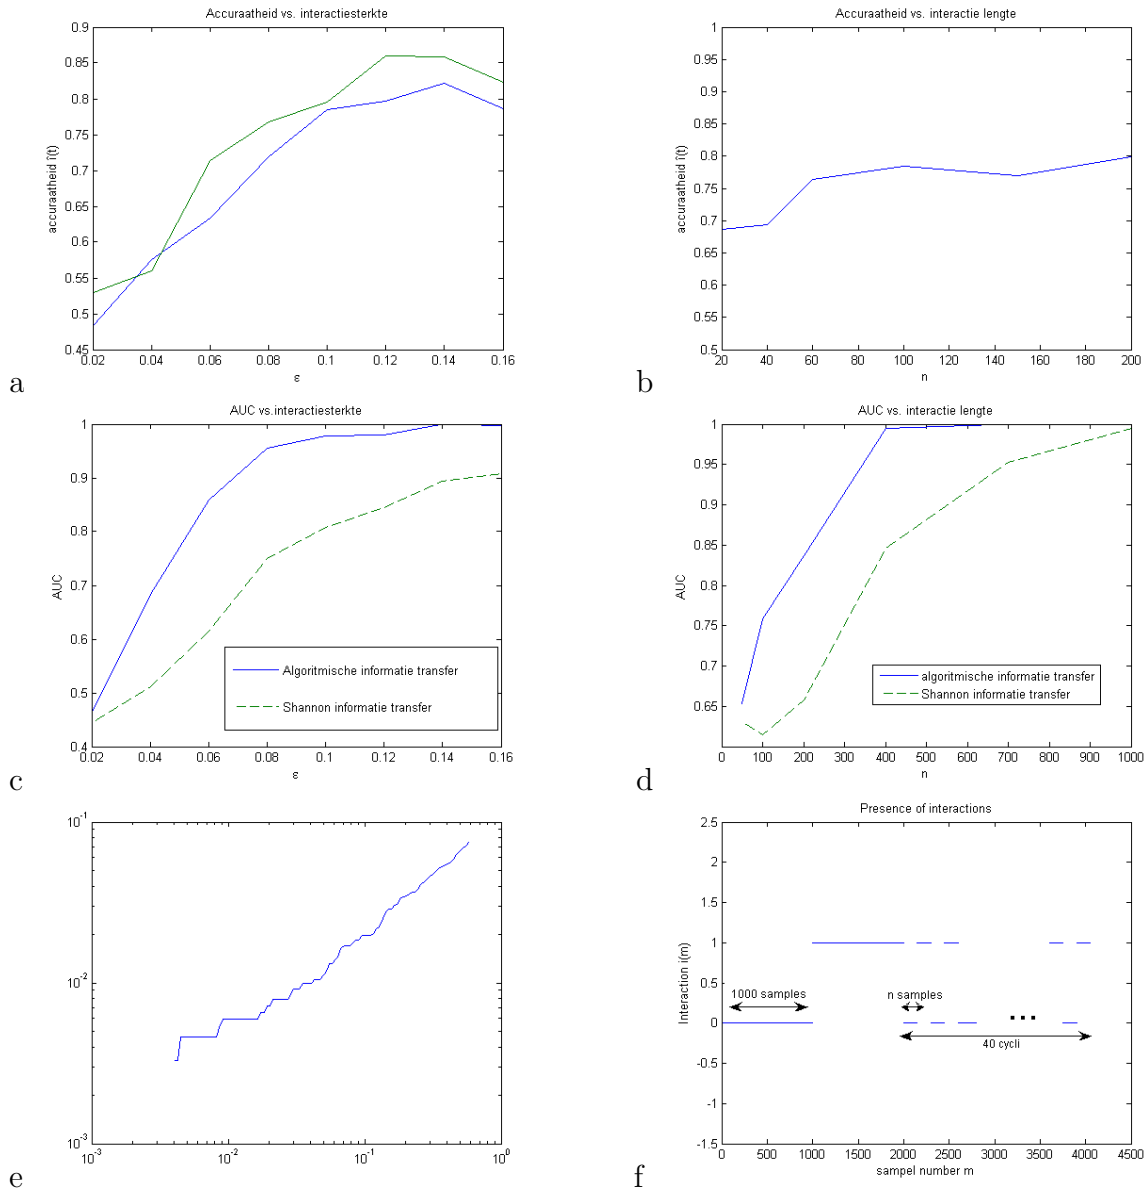 Accuraatheid vs. interactiesterkte
0.9
0.85
0.8
0.75
0.7
0.65
0.6
0.55
0.5
0.45
accuraatheid î(t)
0.02 0.04 0.06 0.08 0.1 0.12 0.14 0.16
ε
a
Accuraatheid vs. interactie lengte
1
0.95
0.9
0.85
0.8
0.75
0.7
0.65
0.6
0.55
0.5
accuraatheid î(t)
20 40 60 80 100 120 140 160 180 200
n
b
AUC vs.interactiesterkte
1
0.9
0.8
0.7
0.6
0.5
0.4
AUC
Algoritmische informatie transfer
Shannon informatie transfer
0.02 0.04 0.06 0.08 0.1 0.12 0.14 0.16
ε
c
AUC vs. interactie lengte
1
0.95
0.9
0.85
0.8
0.75
0.7
0.65
AUC
algoritmische informatie transfer
Shannon informatie transfer
0 100 200 300 400 500 600 700 800 900 1000
n
d
10^-1
10^-2
10^-3
10^-3 10^-2 10^-1 10^0
e
Presence of interactions
2.5
2
1.5
1
0.5
0
-0.5
-1
-1.5
Interaction i(m)
1000 samples
n samples
...
40 cycli
0 500 1000 1500 2000 2500 3000 3500 4000 4500
sampel number m
f